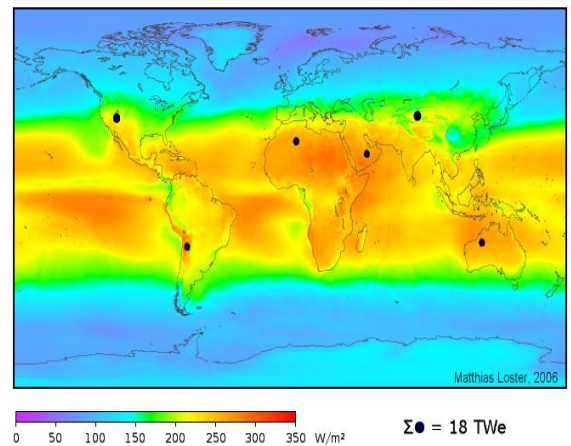 Matthias Loster, 2006
0 50 100 150 200 250 300 350 W/m²
Σ● = 18 TWe